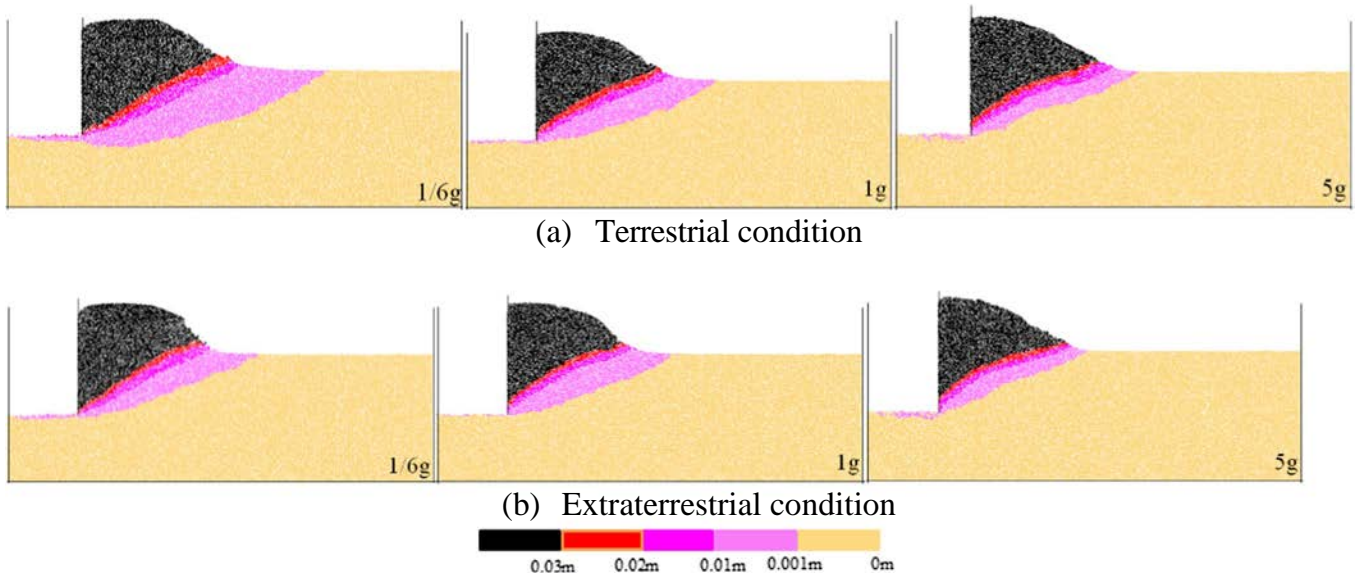 1/6g 1g 5g
(a) Terrestrial condition
1/6g 1g 5g
(b) Extraterrestrial condition
0.03m 0.02m 0.01m 0.001m 0m